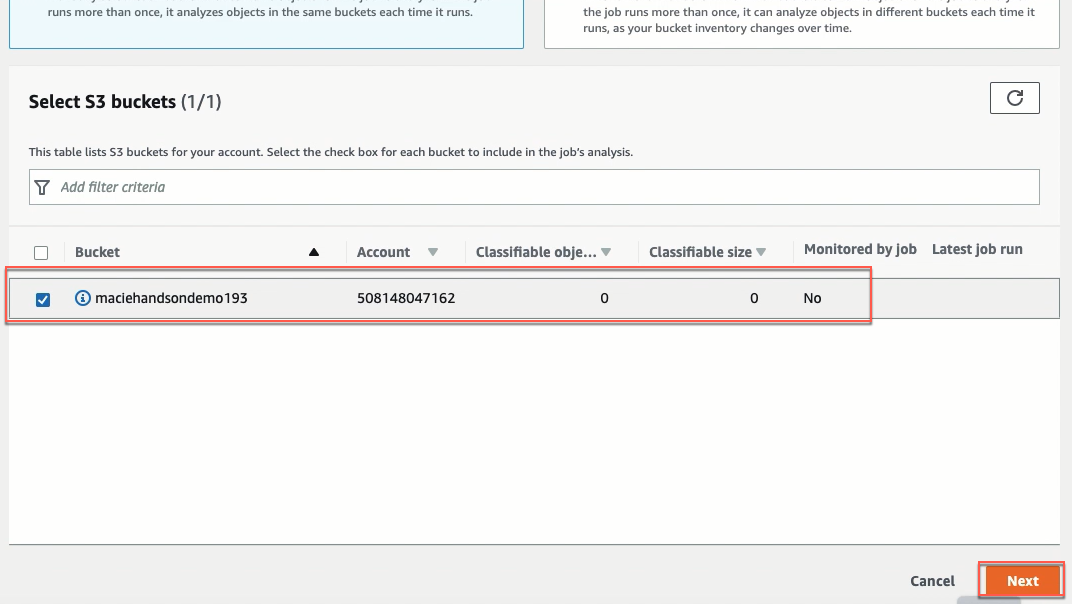 runs more than once, it analyzes objects in the same buckets each time it runs.
the job runs more than once, it can analyze objects in different buckets each time it
runs, as your bucket inventory changes over time.
Select S3 buckets (1/1)
This table lists S3 buckets for your account. Select the check box for each bucket to include in the job's analysis.
Add filter criteria
Bucket Account Classifiable obje... Classifiable size Monitored by job Latest job run
maciehandsondemo193 508148047162 0 0 No
Cancel Next